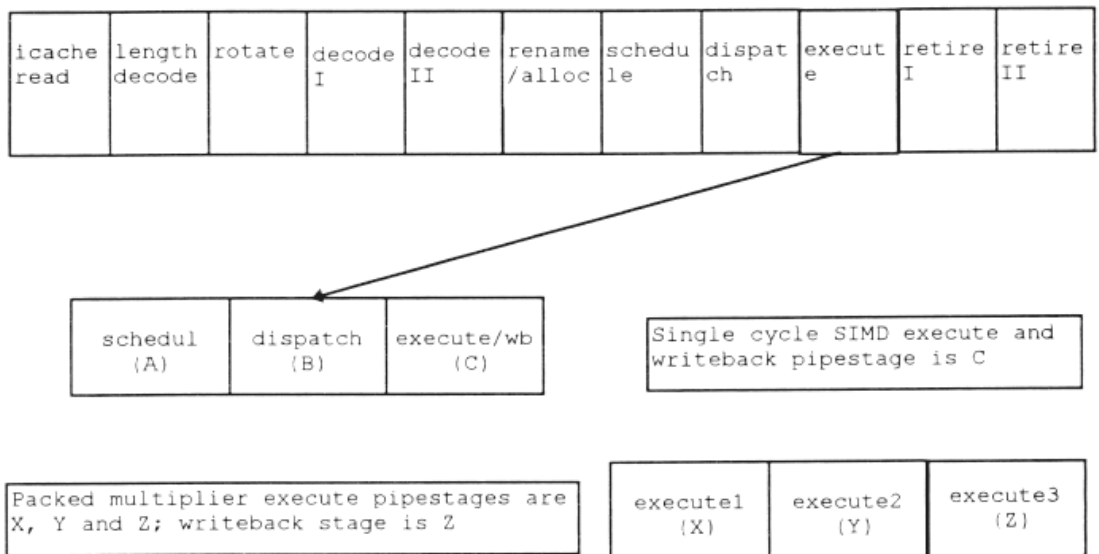 icache length rotate decode decode rename schedu dispat execut retire retire
read decode I II /alloc le ch e I II
schedul dispatch execute/wb
(A) (B) (C)
Single cycle SIMD execute and
writeback pipestage is C
Packed multiplier execute pipestages are
X, Y and Z; writeback stage is Z
execute1 execute2 execute3
(X) (Y) (Z)